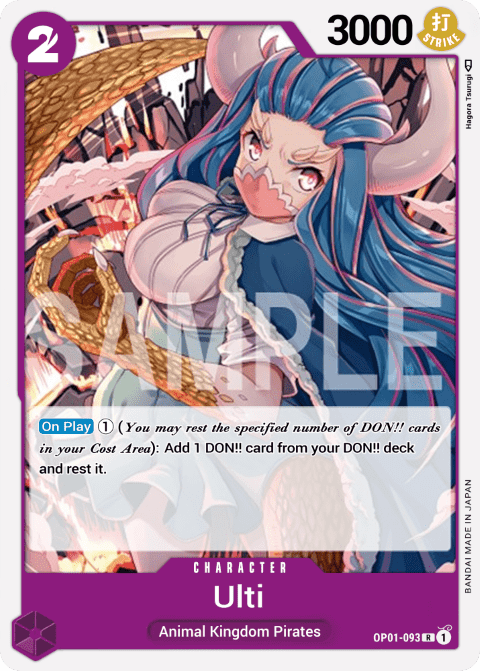 2
3000
打
STRIKE
Hagora Tsurugi
SAMPLE
On Play ① (You may rest the specified number of DON!! cards
in your Cost Area): Add 1 DON!! card from your DON!! deck
and rest it.
BANDAI MADE IN JAPAN
CHARACTER
Ulti
Animal Kingdom Pirates
OP01-093 R 1